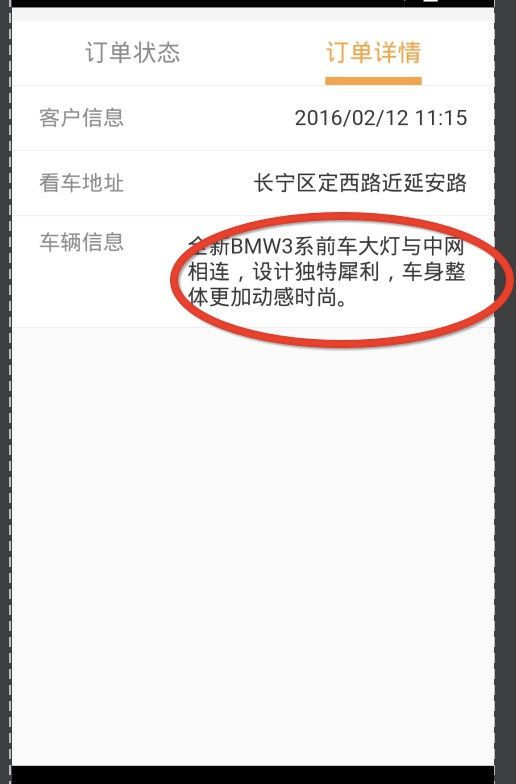 订单状态 订单详情
客户信息 2016/02/12 11:15
看车地址 长宁区定西路近延安路
车辆信息 全新BMW3系前车大灯与中网
相连，设计独特犀利，车身整
体更加动感时尚。